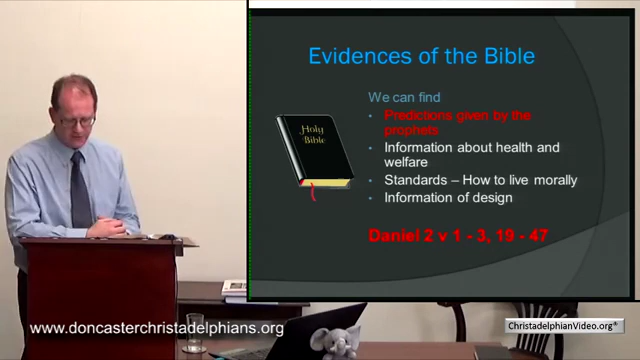 Evidences of the Bible
We can find
• Predictions given by the
prophets
• Information about health and
welfare
• Standards – How to live morally
• Information of design
Holy
Bible
Daniel 2 v 1 - 3, 19 - 47
www.doncasterchristadelphians.org
ChristadelphianVideo.org